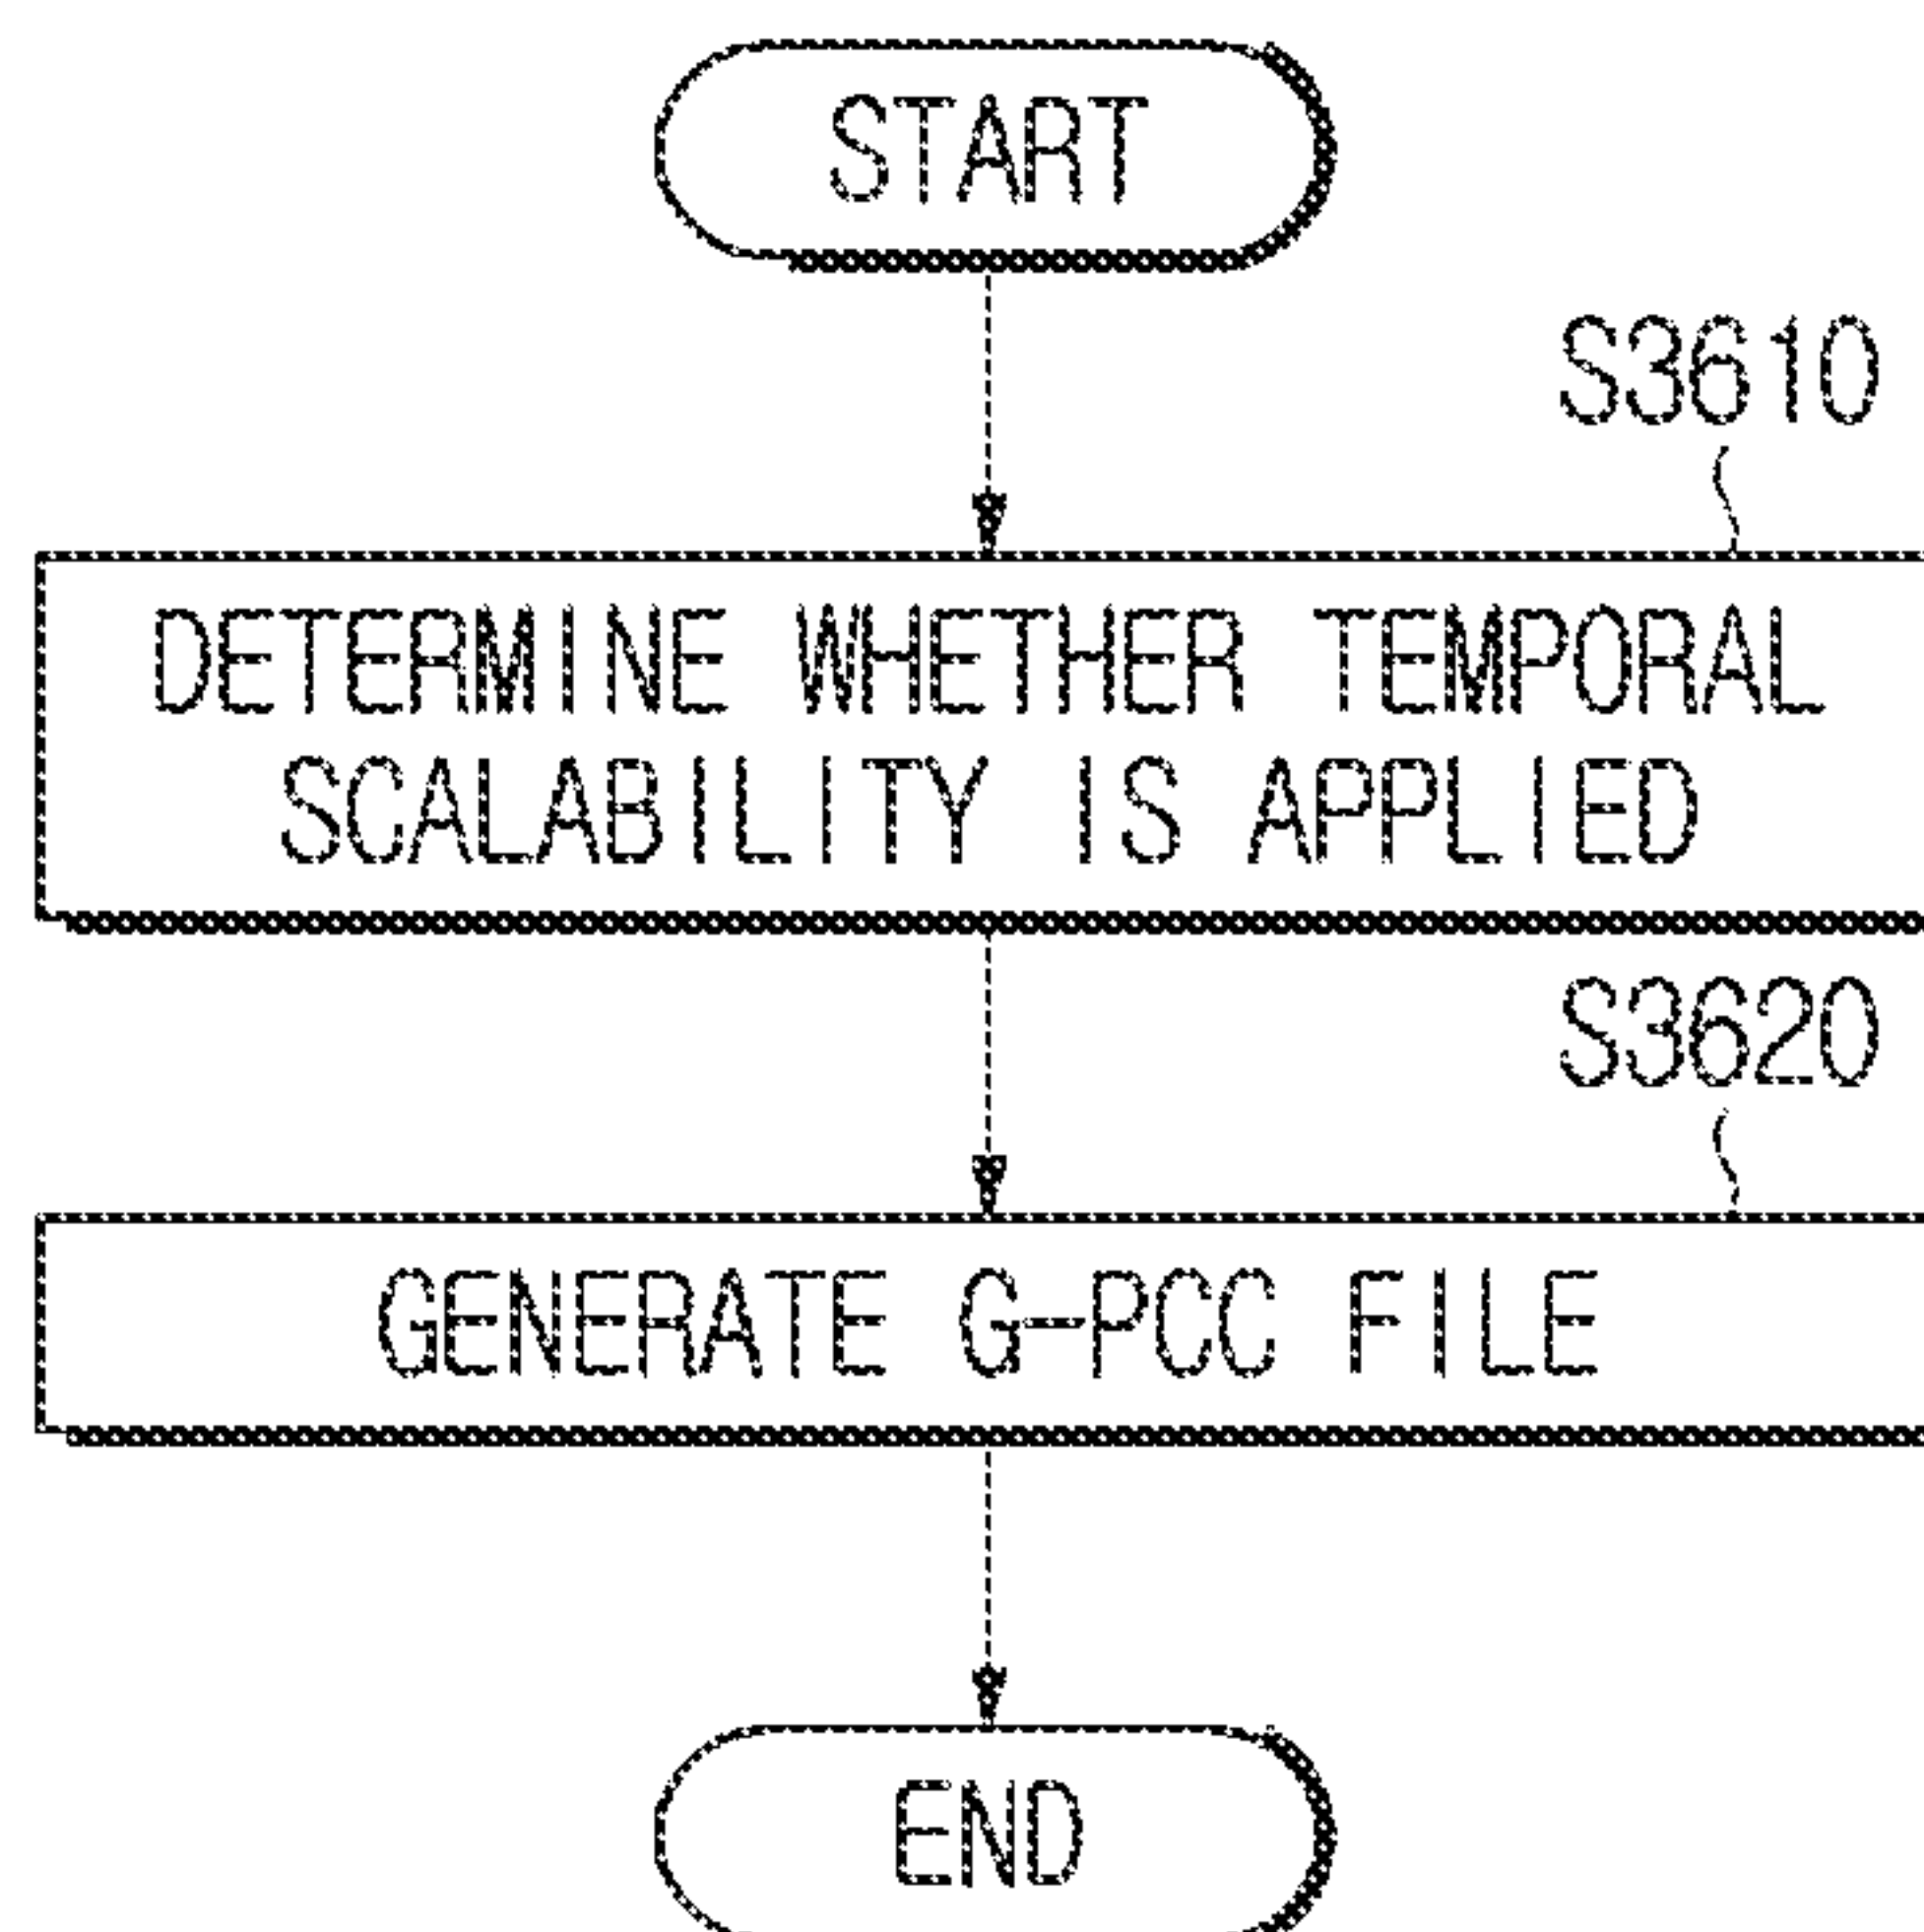 START
S3610
DETERMINE WHETHER TEMPORAL
SCALABILITY IS APPLIED
S3620
GENERATE G-PCC FILE
END